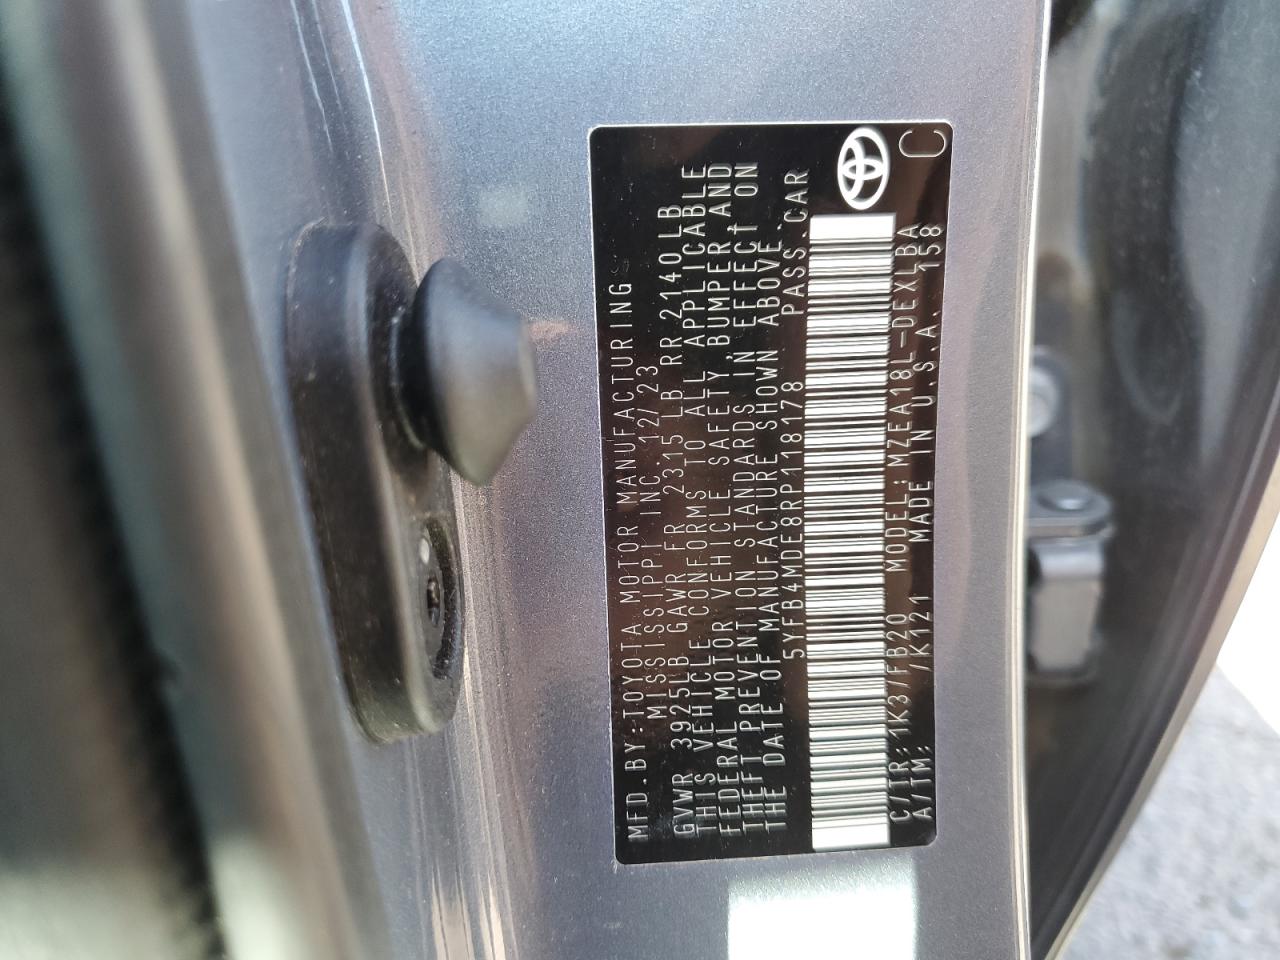 MFD.BY:TOYOTA MOTOR MANUFACTURING,
MISSISSIPPI INC.12/23
GVWR 3925LB GAWR FR 2315 LB RR 2140LB
THIS VEHICLE CONFORMS TO ALL APPLICABLE
FEDERAL MOTOR VEHICLE SAFETY, BUMPER, AND
THEFT PREVENTION STANDARDS IN EFFECT ON
THE DATE OF MANUFACTURE SHOWN ABOVE.
5YFB4MDE8RP118178 PASS.CAR
C/TR:1K3/FB20 MODEL:MZEA18L-DEXLBA
A/TM: /K121 MADE IN U.S.A. 158
C